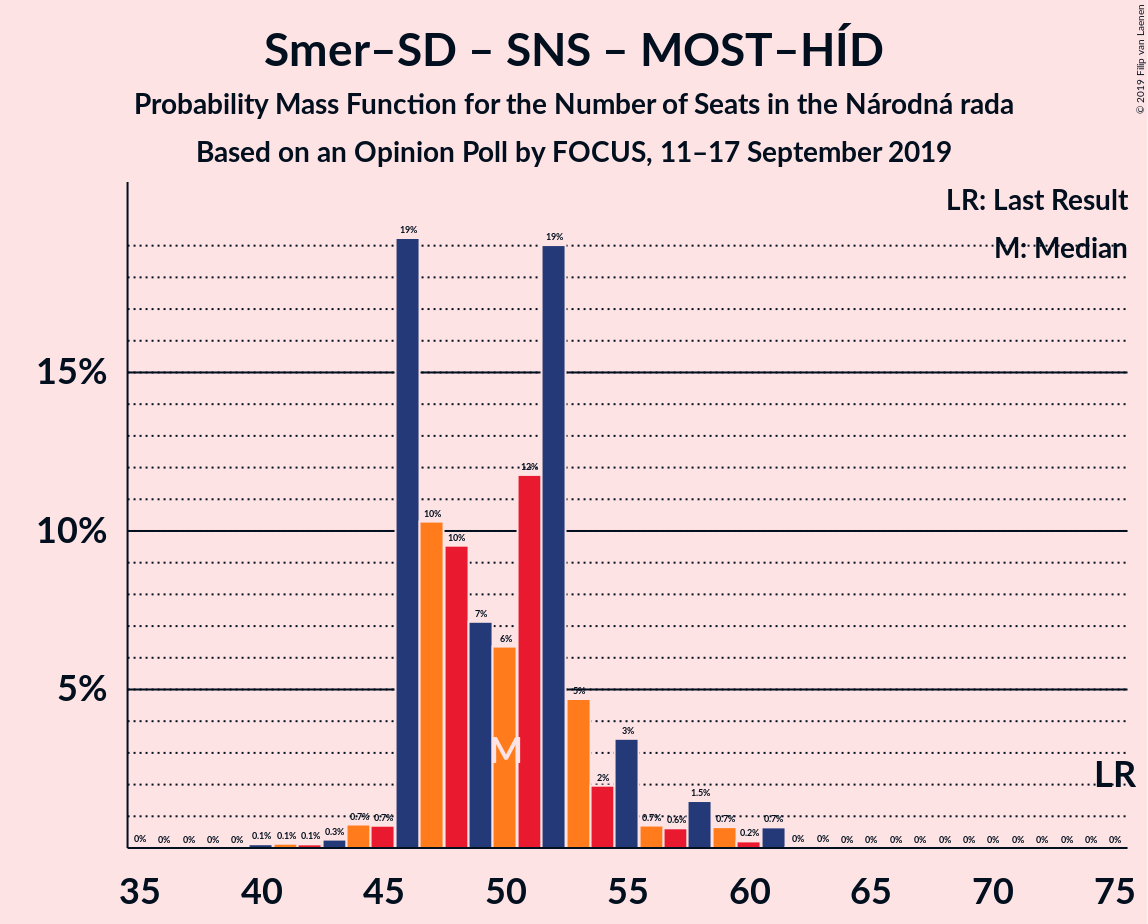 Smer–SD – SNS – MOST–HÍD
Probability Mass Function for the Number of Seats in the Národná rada
Based on an Opinion Poll by FOCUS, 11–17 September 2019
© 2019 Filip van Laenen
LR: Last Result
M: Median
15%
10%
5%
0% 0% 0% 0% 0% 0.1% 0.1% 0.1% 0.3% 0.7% 0.7% 19% 10% 10% 7% 6% 12% 19% 5% 2% 3% 0.7% 0.6% 1.5% 0.7% 0.2% 0.7% 0% 0% 0% 0% 0% 0% 0% 0% 0% 0% 0% 0% 0% 0%
M
LR
35 40 45 50 55 60 65 70 75